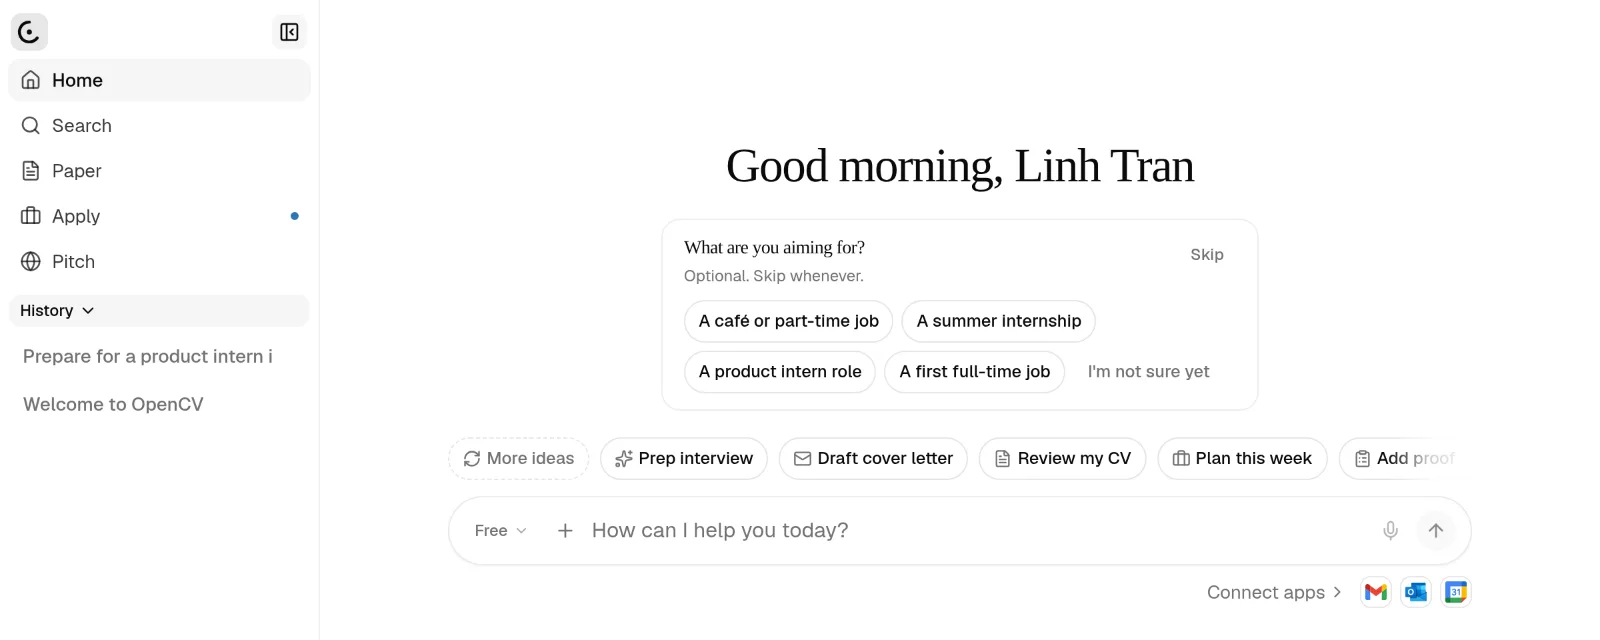 Home
Search
Paper
Apply
Pitch
History
Prepare for a product intern i
Welcome to OpenCV
Good morning, Linh Tran
What are you aiming for?
Skip
Optional. Skip whenever.
A café or part-time job
A summer internship
A product intern role
A first full-time job
I'm not sure yet
More ideas
Prep interview
Draft cover letter
Review my CV
Plan this week
Add proof
Free
How can I help you today?
Connect apps
31